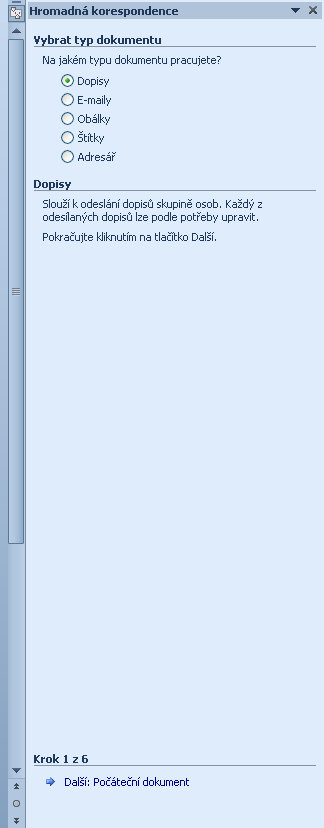 Hromadná korespondence
Vybrat typ dokumentu
Na jakém typu dokumentu pracujete?
Dopisy
E-maily
Obálky
Štítky
Adresář
Dopisy
Slouží k odeslání dopisů skupině osob. Každý z
odesílaných dopisů lze podle potřeby upravit.
Pokračujte kliknutím na tlačítko Další.
Krok 1 z 6
Další: Počáteční dokument